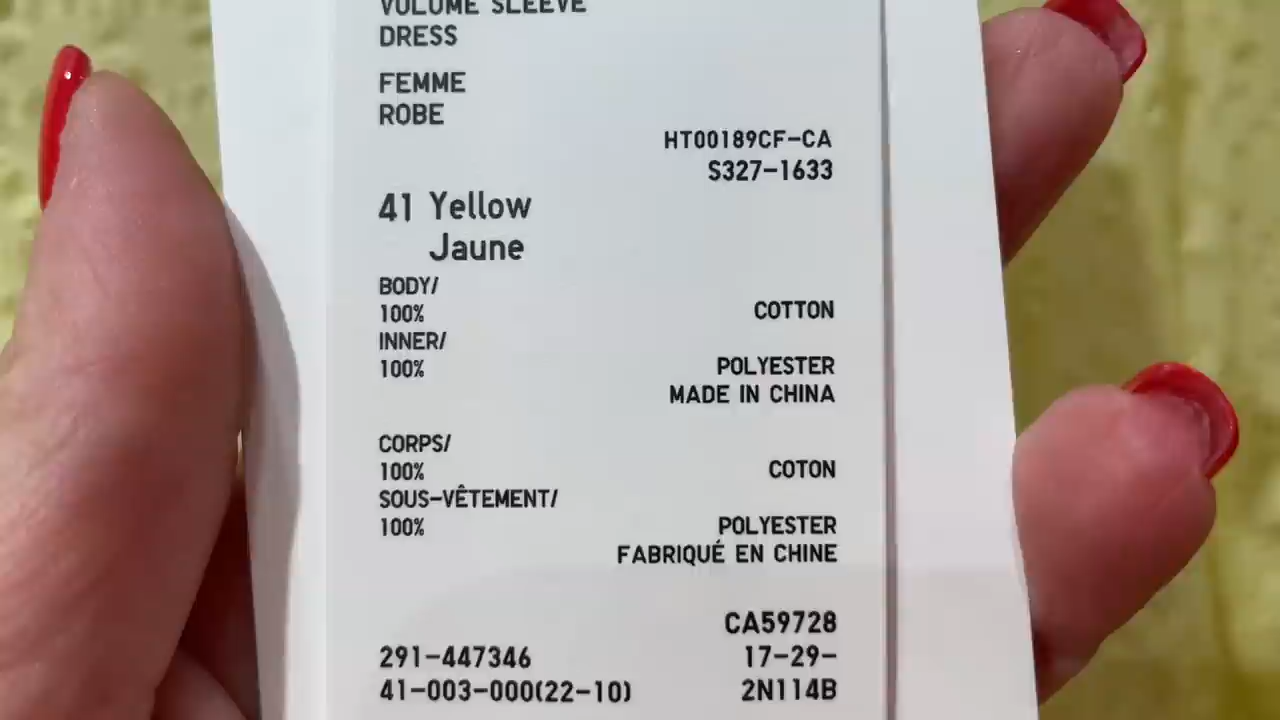 VOLUME SLEEVE
DRESS
FEMME
ROBE
HT00189CF-CA
S327-1633
41 Yellow
Jaune
BODY/
100% COTTON
INNER/
100% POLYESTER
MADE IN CHINA
CORPS/
100% COTON
SOUS-VÊTEMENT/
100% POLYESTER
FABRIQUÉ EN CHINE
CA59728
291-447346 17-29-
41-003-000(22-10) 2N114B